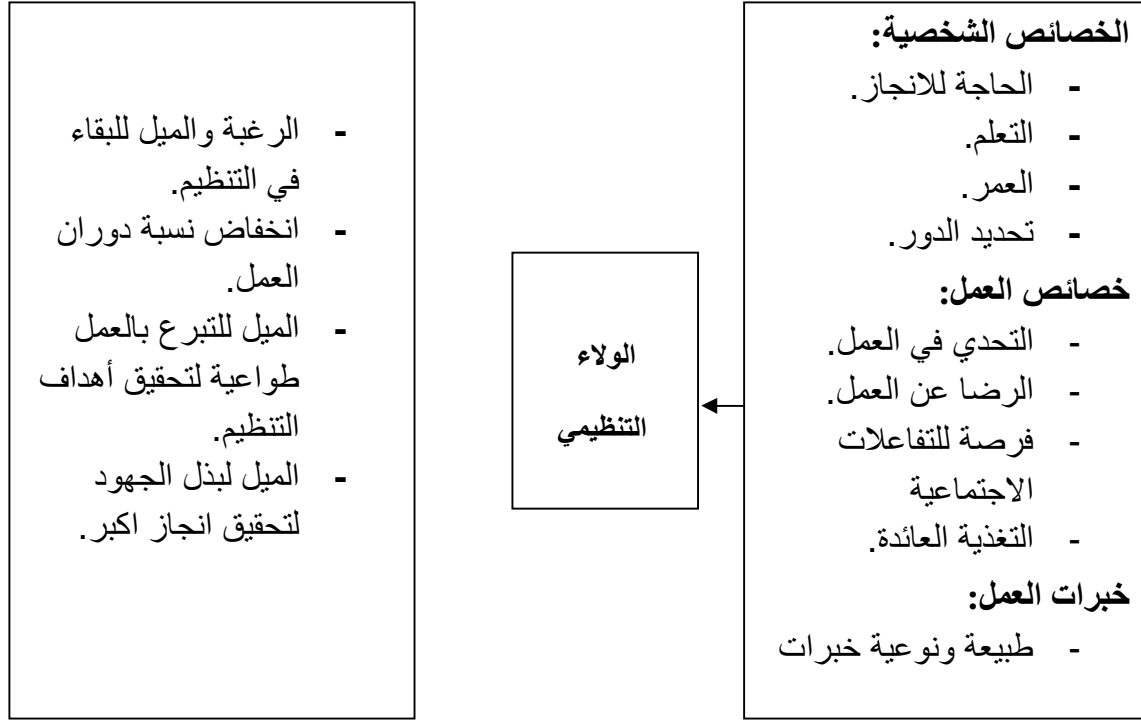 الخصائص الشخصية:
- الحاجة للانجاز.
- التعلم.
- العمر.
- تحديد الدور.
خصائص العمل:
- التحدي في العمل.
- الرضا عن العمل.
- فرصة للتفاعلات
الاجتماعية
- التغذية العائدة.
خبرات العمل:
- طبيعة ونوعية خبرات
الولاء
التنظيمي
- الرغبة والميل للبقاء
في التنظيم.
- انخفاض نسبة دوران
العمل.
- الميل للتبرع بالعمل
طواعية لتحقيق أهداف
التنظيم.
- الميل لبذل الجهود
لتحقيق انجاز اكبر.